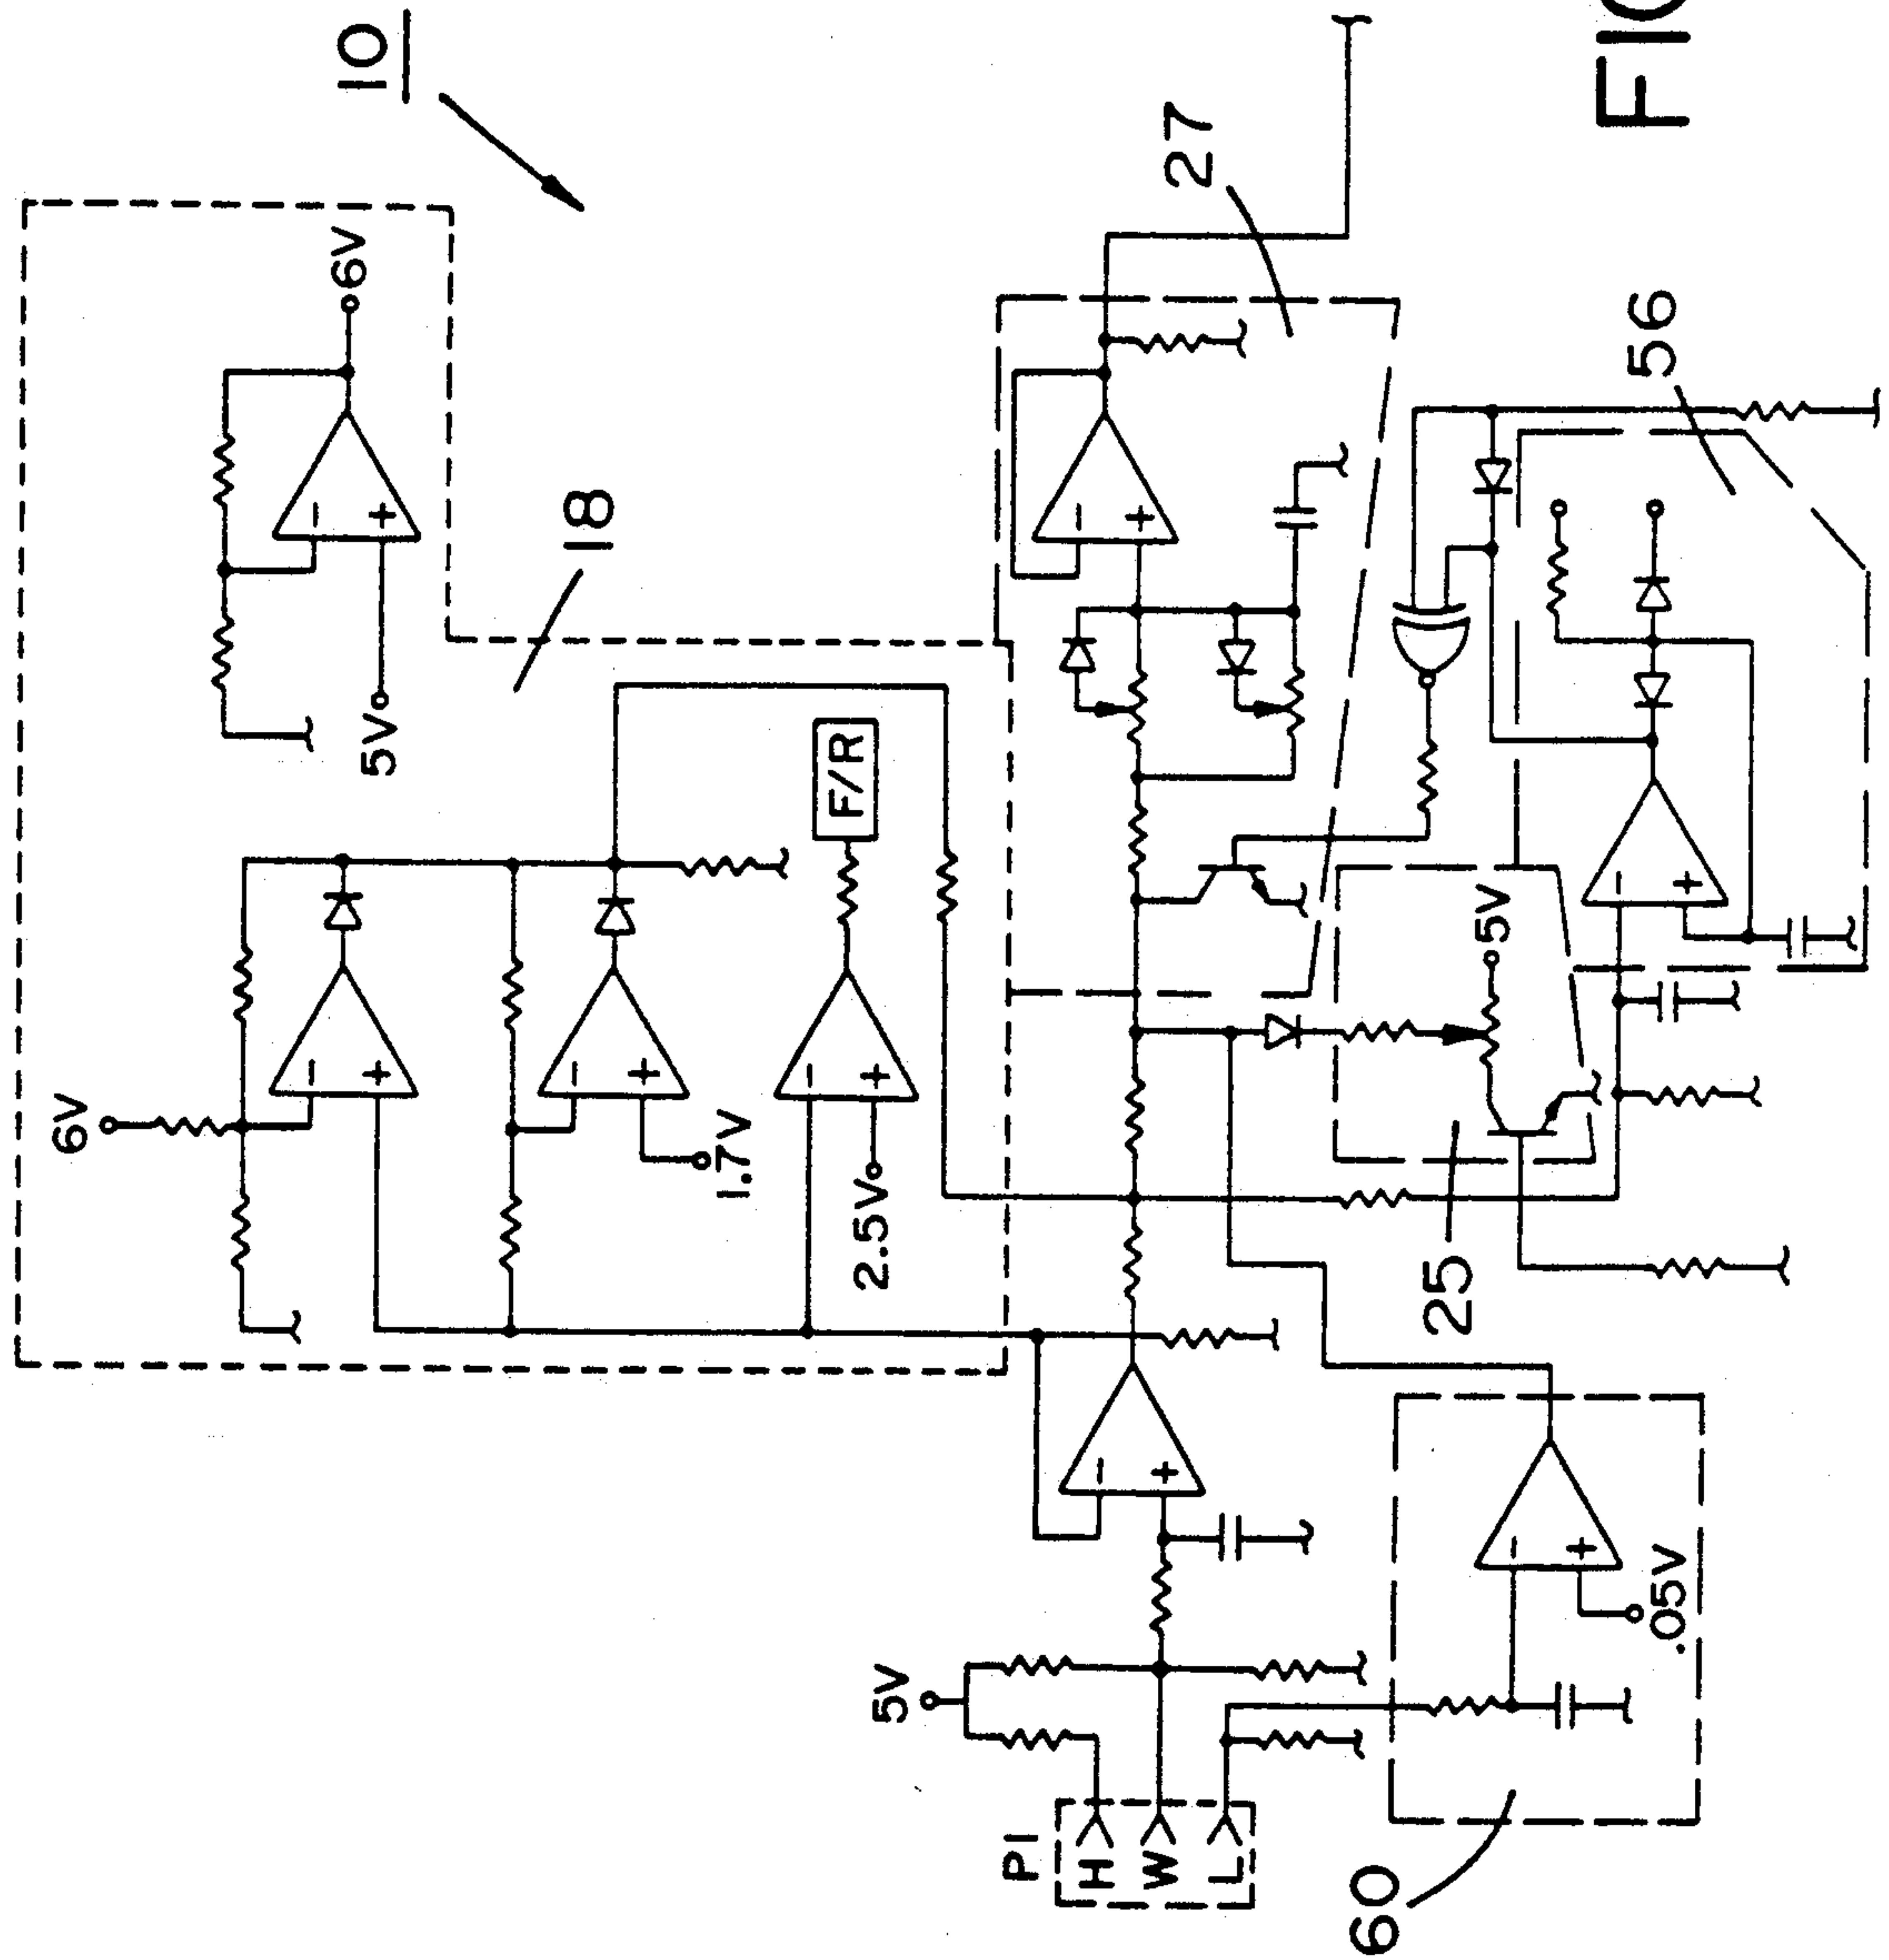 10
6V
6V
5V
18
1.7V
2.5V
F/R
27
5V
P1
H
W
L
25
5V
56
60
.05V
FIG
- +
- +
- +
- +
- +
- +
- +
- +